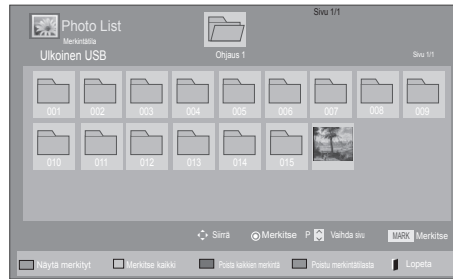 Sivu 1/1
Photo List
Merkintätila
Ulkoinen USB
Ohjaus 1
Sivu 1/1
001 002 003 004 005 006 007 008 009
010 011 012 013 014 015
Siirrä Merkitse P Vaihda sivu MARK Merkitse
Näytä merkityt Merkitse kaikki Poista kaikkien merkintä Poistu merkintätilasta Lopeta